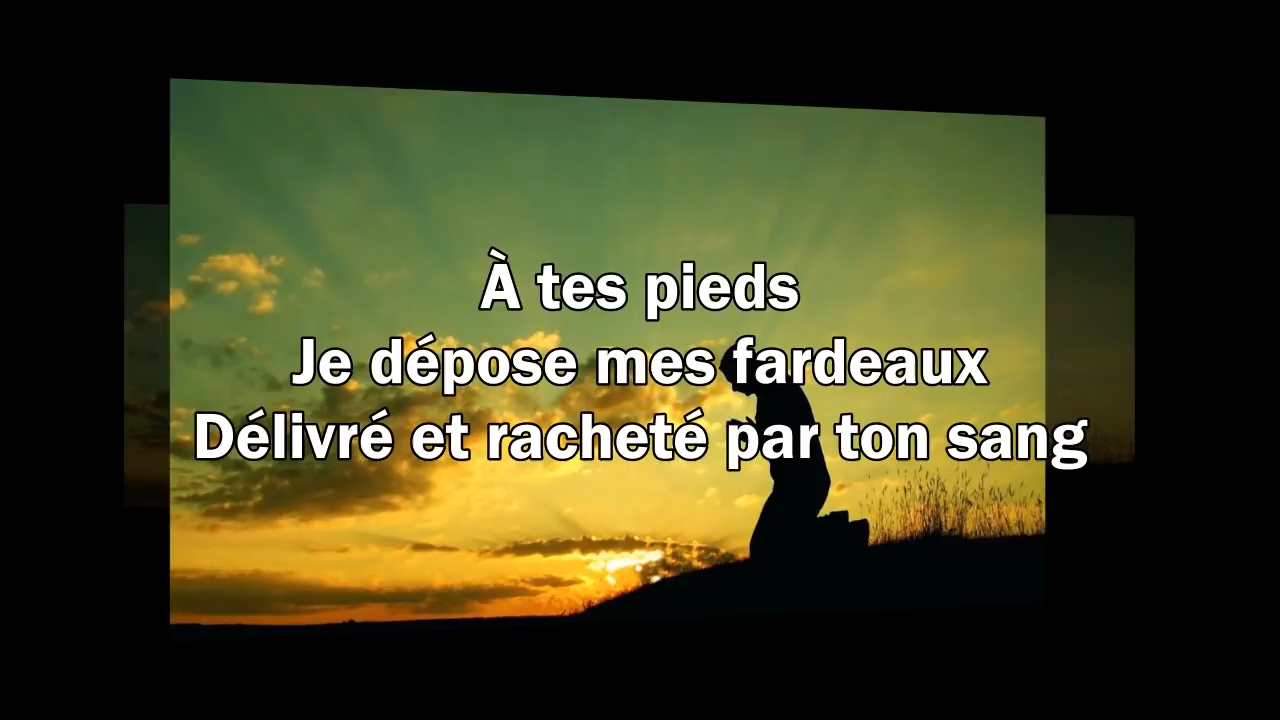 À tes pieds
Je dépose mes fardeaux
Délivré et racheté par ton sang